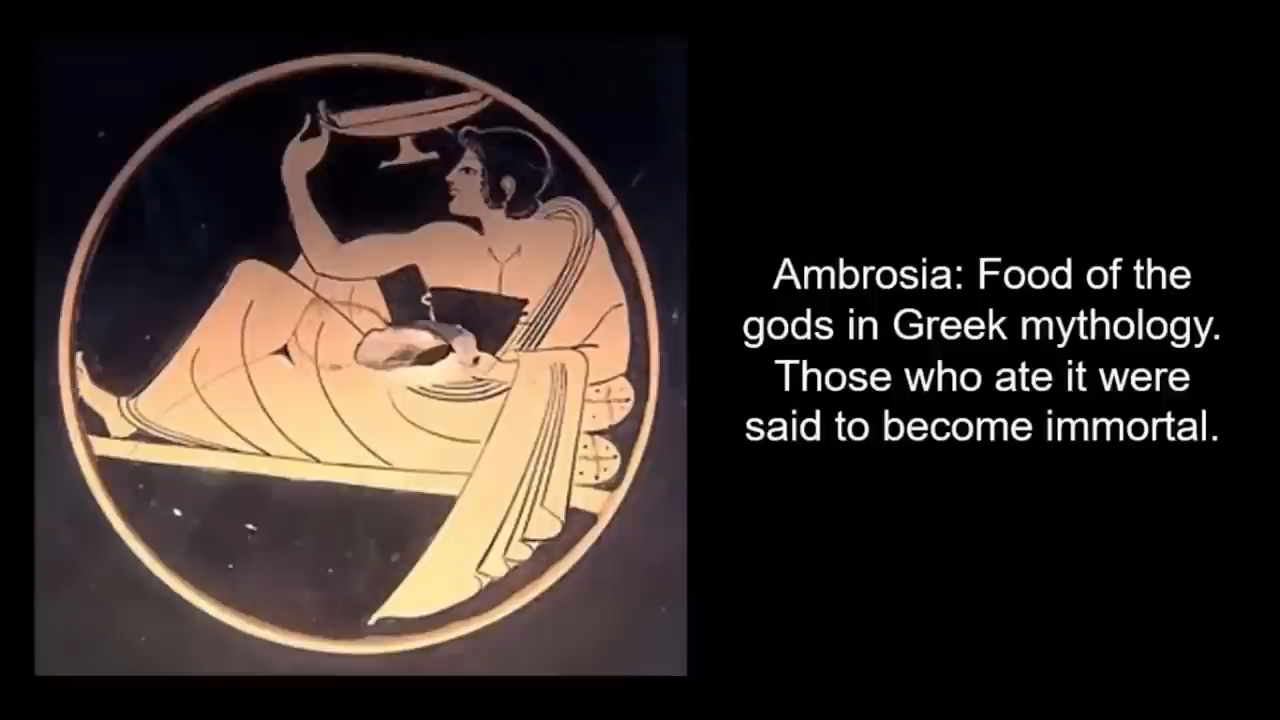 Ambrosia: Food of the
gods in Greek mythology.
Those who ate it were
said to become immortal.